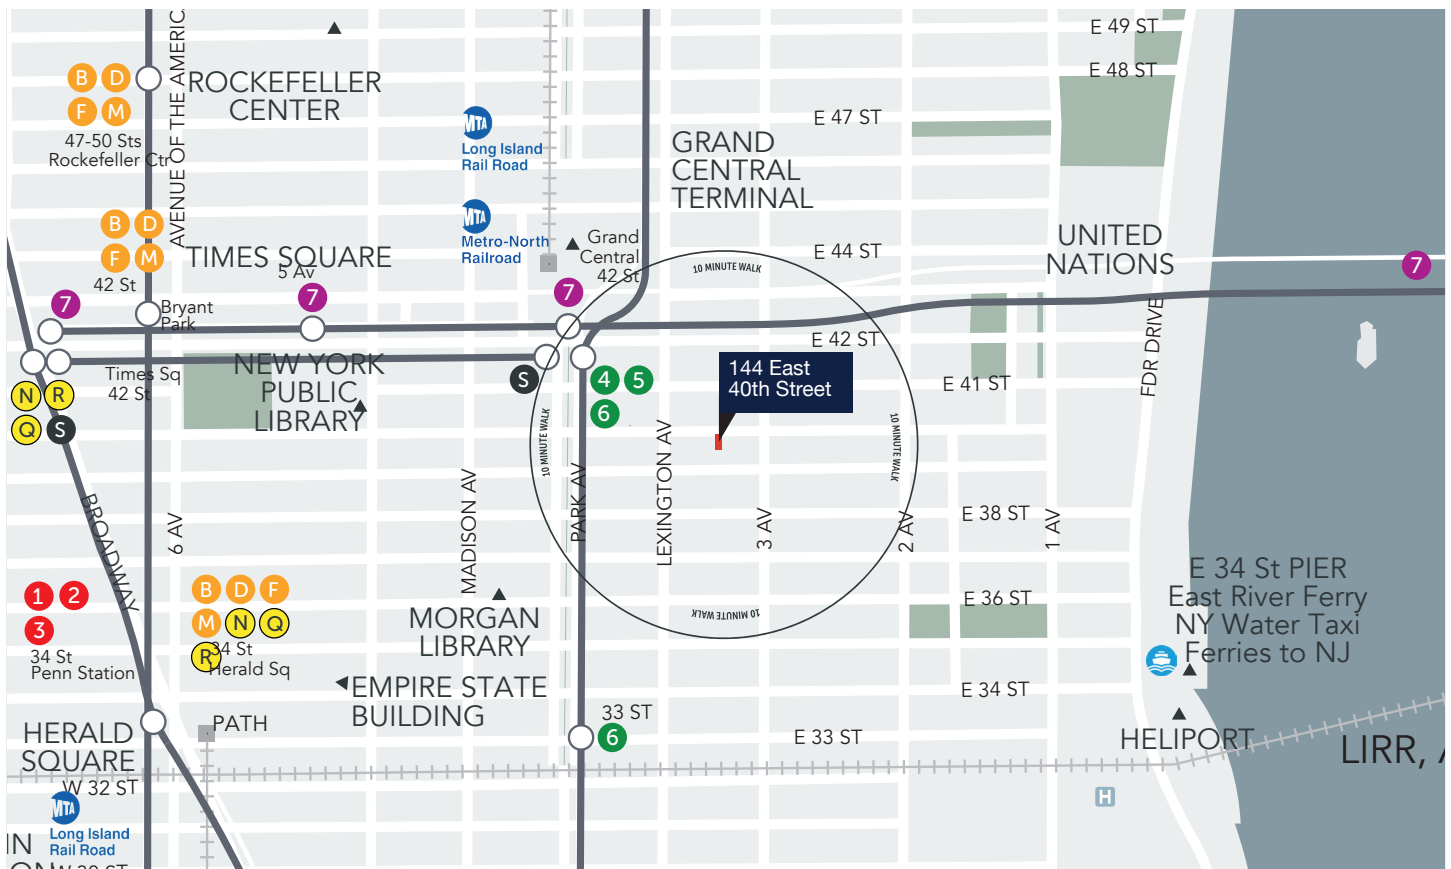 AVENUE OF THE AMERIC
E 49 ST
E 48 ST
B D
F M
47-50 Sts
Rockefeller Ctr
ROCKEFELLER
CENTER
MTA
Long Island
Rail Road
E 47 ST
GRAND
CENTRAL
TERMINAL
MTA
Metro-North
Railroad
Grand
Central
42 St
B D
F M
42 St
TIMES SQUARE
5 Av
E 44 ST
UNITED
NATIONS
7
7
7
7
Bryant
Park
10 MINUTE WALK
E 42 ST
FDR DRIVE
Times Sq
42 St
N R
Q S
NEW YORK
PUBLIC
LIBRARY
S
4 5
6
144 East
40th Street
E 41 ST
10 MINUTE WALK
10 MINUTE WALK
BROADWAY
6 AV
MADISON AV
PARK AV
LEXINGTON AV
3 AV
2 AV
1 AV
E 38 ST
1 2
3
34 St
Penn Station
B D F
M N Q
R
34 St
Herald Sq
MORGAN
LIBRARY
10 MINUTE WALK
E 36 ST
E 34 St PIER
East River Ferry
NY Water Taxi
Ferries to NJ
EMPIRE STATE
BUILDING
E 34 ST
33 ST
6
E 33 ST
HELIPORT
LIRR,
HERALD
SQUARE
PATH
W 32 ST
MTA
Long Island
Rail Road
H
IN